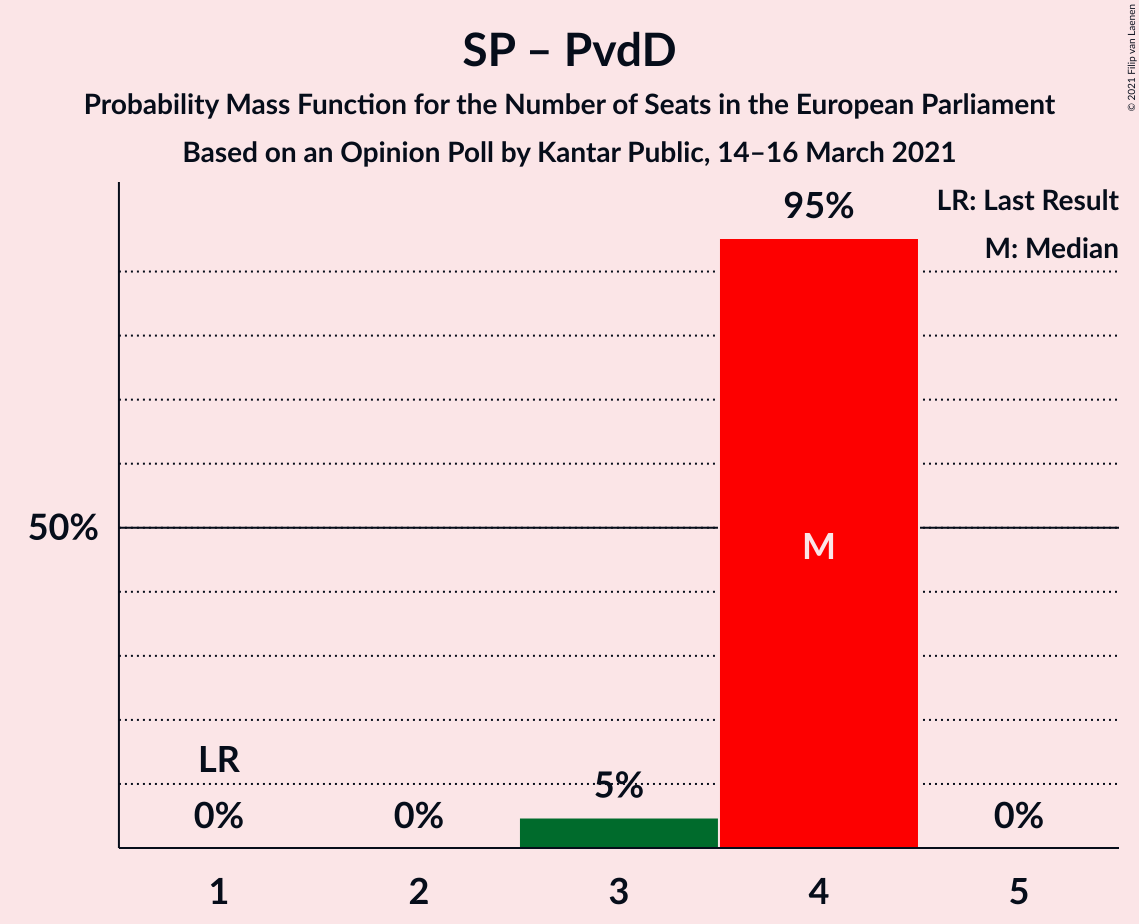 SP – PvdD
Probability Mass Function for the Number of Seats in the European Parliament
Based on an Opinion Poll by Kantar Public, 14–16 March 2021
© 2021 Filip van Laenen
LR: Last Result
M: Median
95%
50%
M
LR
0%
0%
5%
0%
1
2
3
4
5